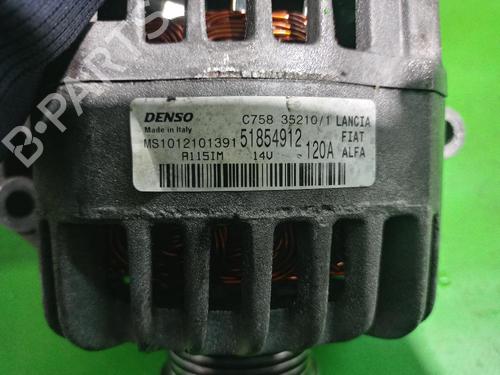 B-PARTS
DENSO C758 35210/1 LANCIA
Made in Italy FIAT
MS1012101391 51854912 120A ALFA
A115IM 14V